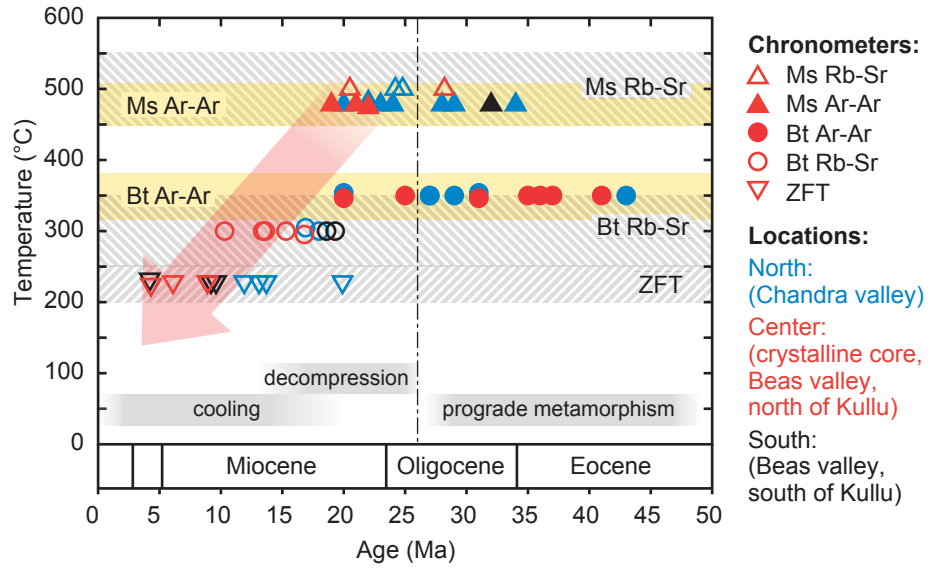 600
500
400
300
200
100
0
Temperature (°C)
Ms Ar-Ar
Ms Rb-Sr
Bt Ar-Ar
Bt Rb-Sr
ZFT
decompression
cooling
prograde metamorphism
Miocene
Oligocene
Eocene
0 5 10 15 20 25 30 35 40 45 50
Age (Ma)
Chronometers:
Ms Rb-Sr
Ms Ar-Ar
Bt Ar-Ar
Bt Rb-Sr
ZFT
Locations:
North:
(Chandra valley)
Center:
(crystalline core,
Beas valley,
north of Kullu)
South:
(Beas valley,
south of Kullu)